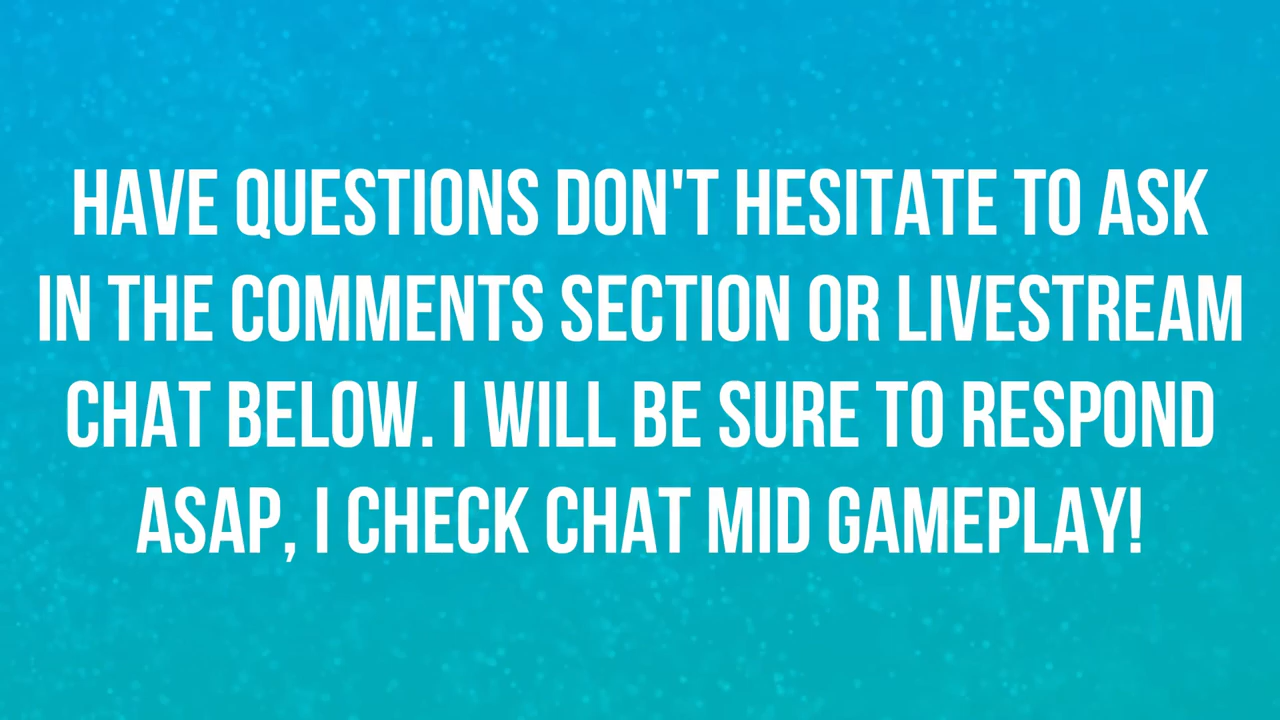 HAVE QUESTIONS DON'T HESITATE TO ASK
IN THE COMMENTS SECTION OR LIVESTREAM
CHAT BELOW. I WILL BE SURE TO RESPOND
ASAP, I CHECK CHAT MID GAMEPLAY!